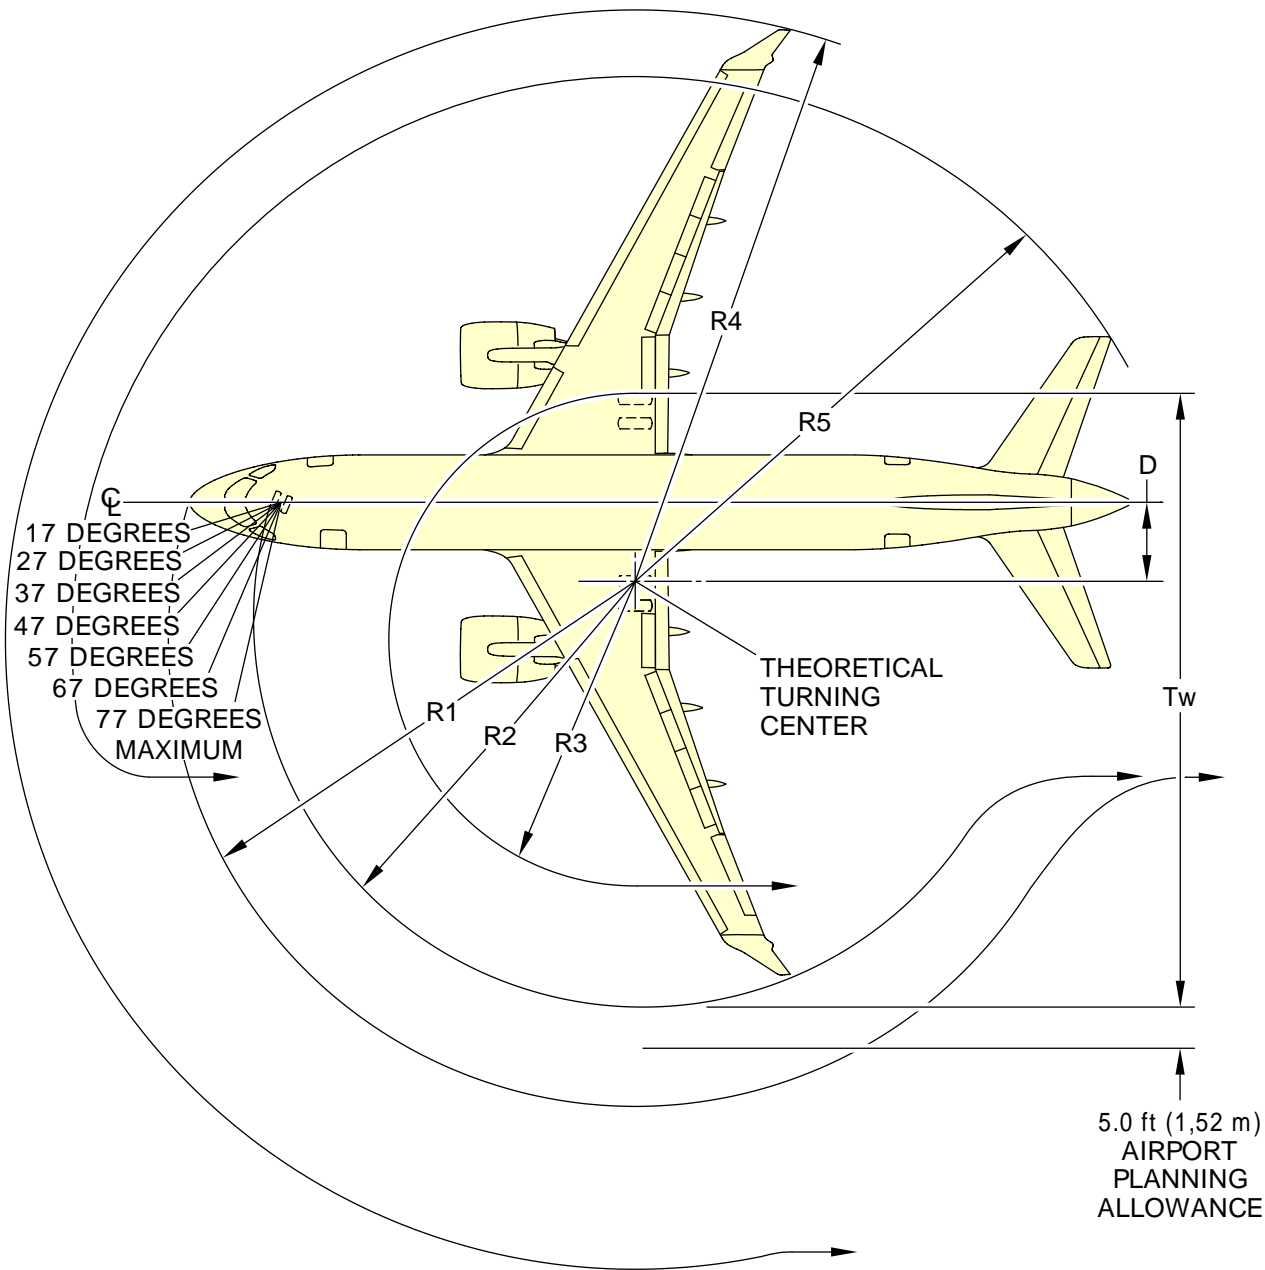 R4
R5
D
℄
17 DEGREES
27 DEGREES
37 DEGREES
47 DEGREES
57 DEGREES
67 DEGREES
77 DEGREES
MAXIMUM
R1
R2
R3
THEORETICAL
TURNING
CENTER
Tw
5.0 ft (1,52 m)
AIRPORT
PLANNING
ALLOWANCE